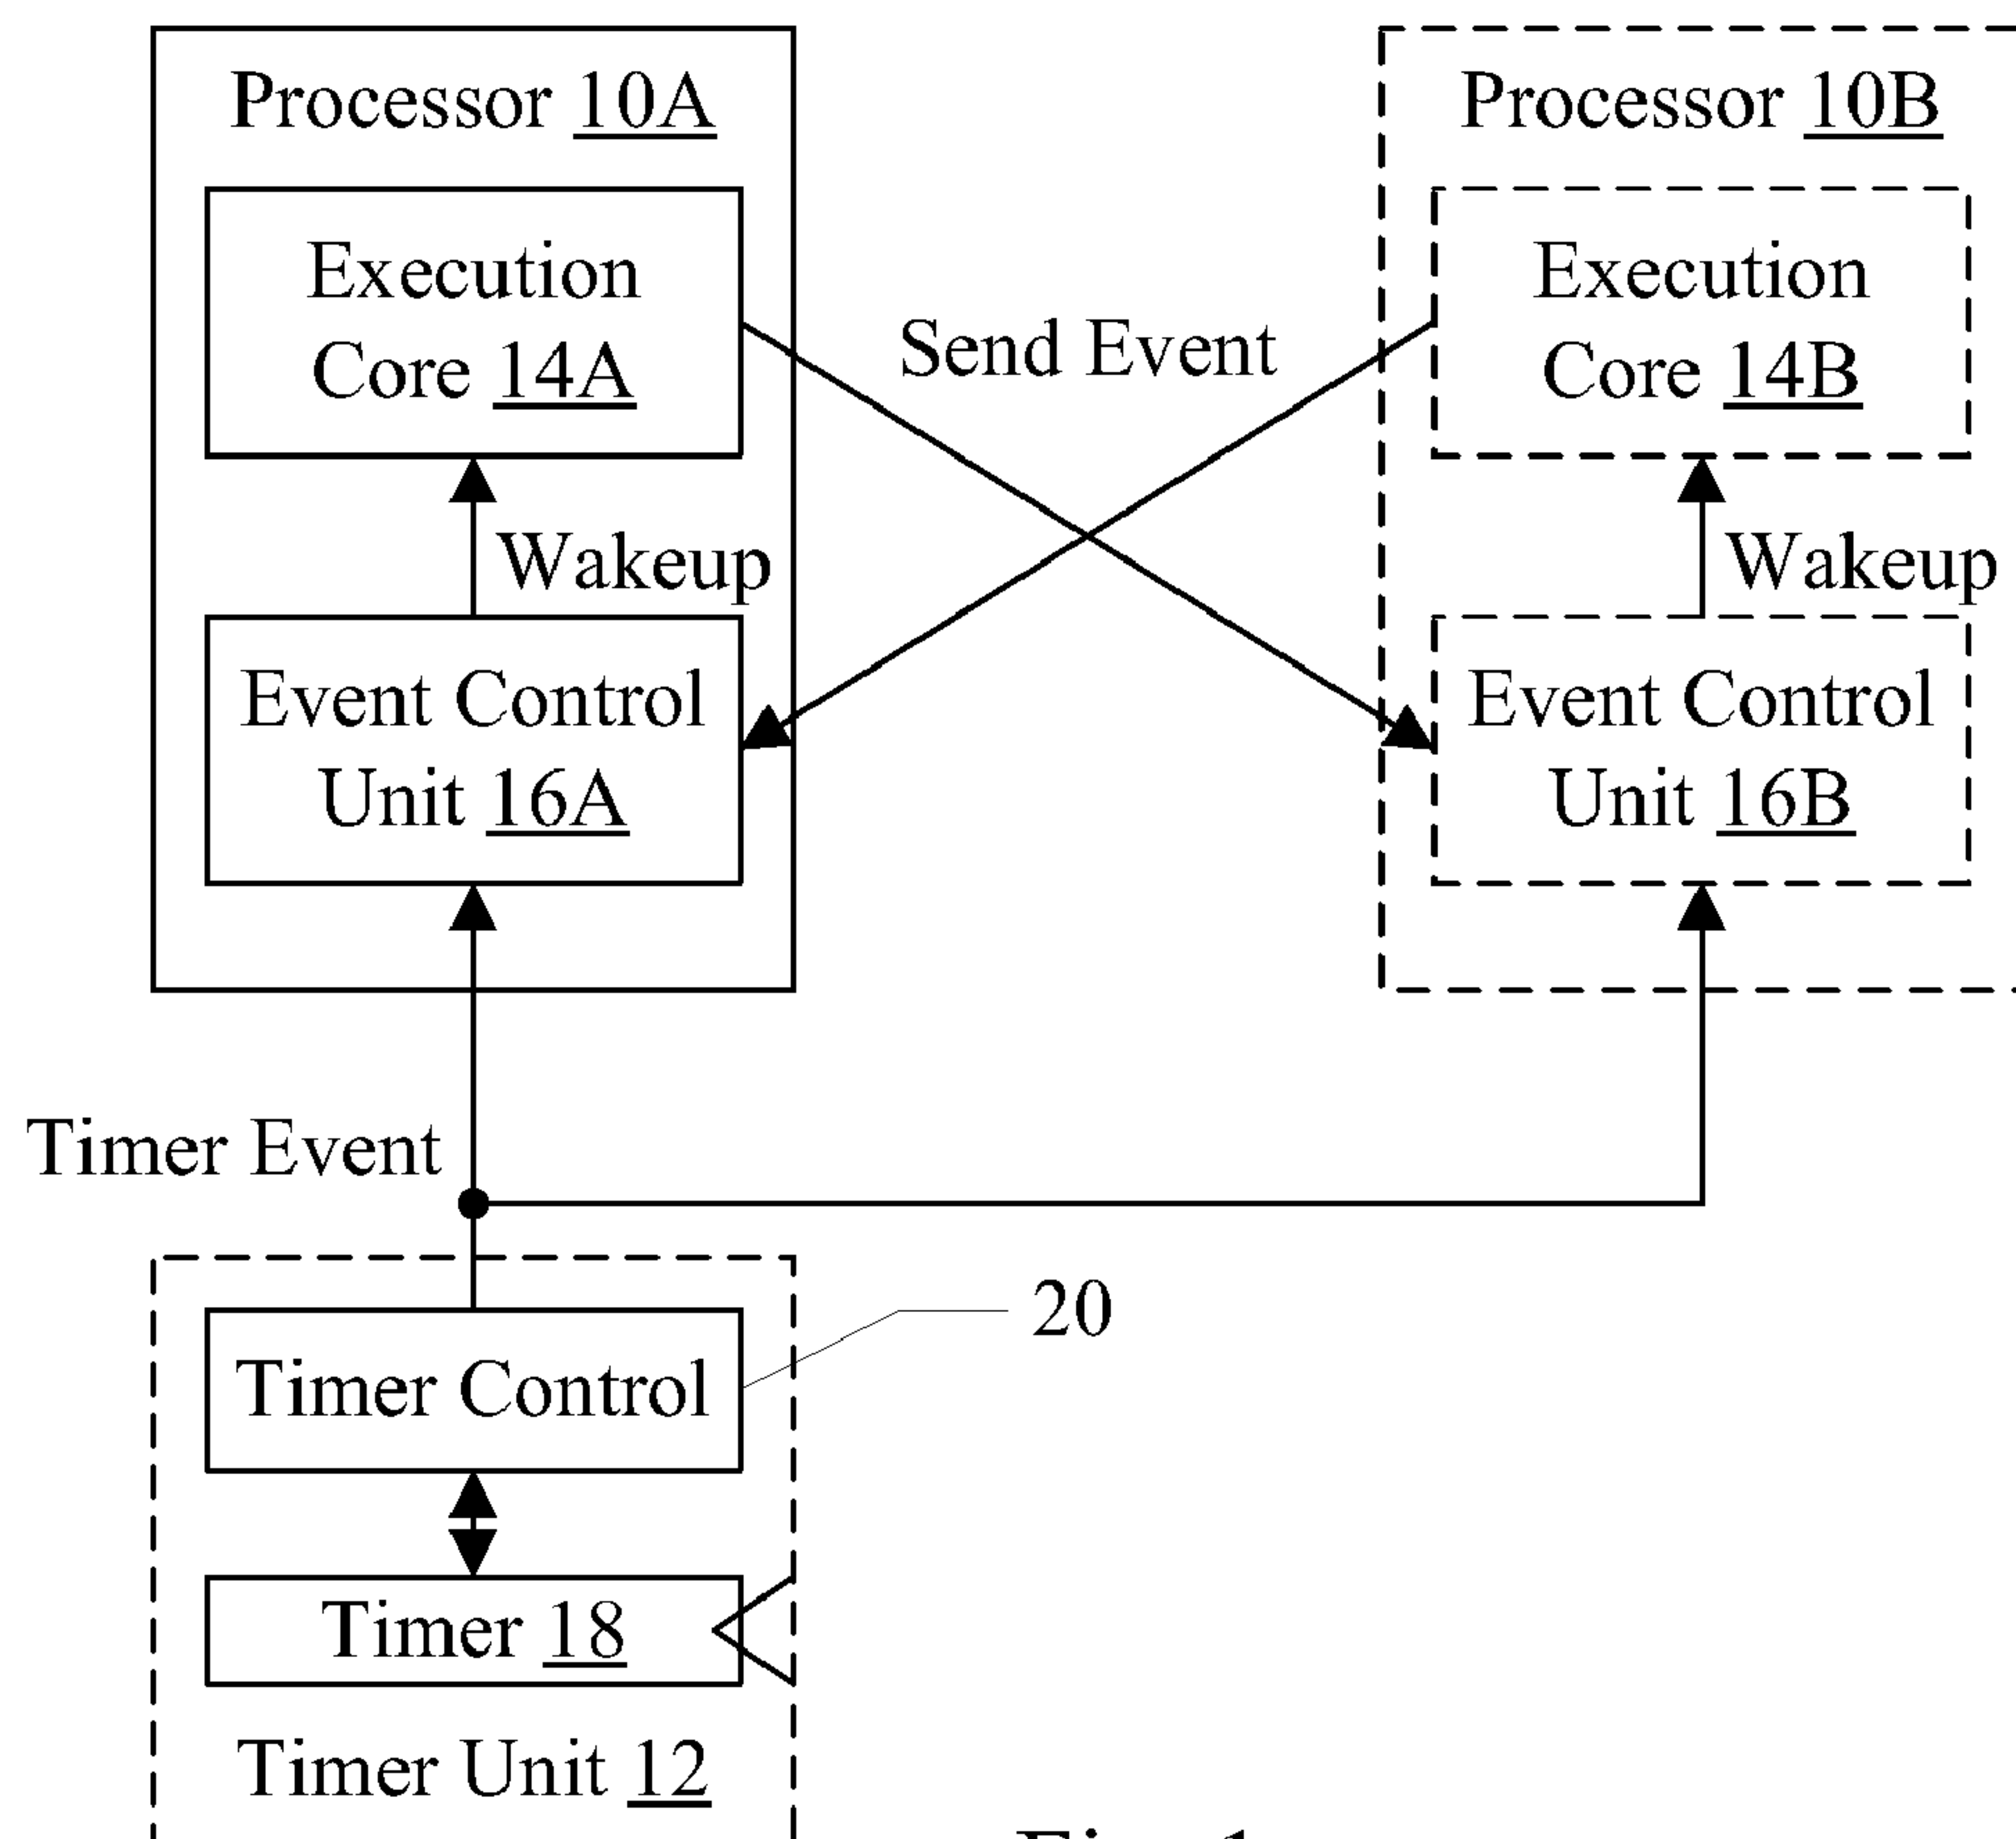 Processor 10A
Execution
Core 14A
Wakeup
Event Control
Unit 16A
Send Event
Processor 10B
Execution
Core 14B
Wakeup
Event Control
Unit 16B
Timer Event
Timer Control
20
Timer 18
Timer Unit 12